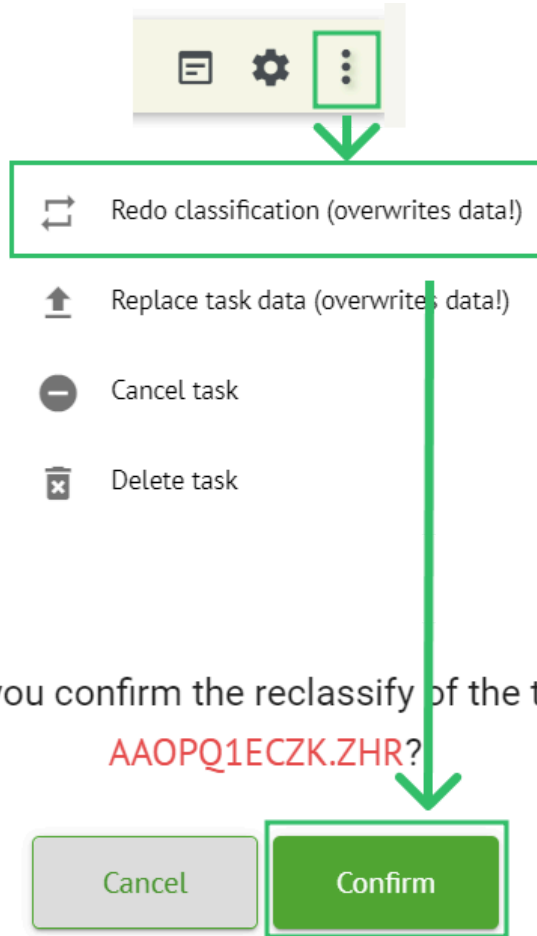 Redo classification (overwrites data!)
Replace task data (overwrites data!)
Cancel task
Delete task
you confirm the reclassify of the t
AAOPQ1ECZK.ZHR?
Cancel
Confirm